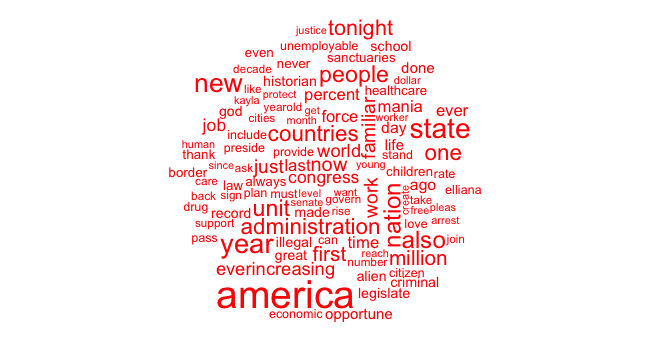 justice tonight
unemployable school
even sanctuaries
never
decade people done
new like historian dollar
protect percent healthcare
kayla yearold get mania
god cities month force familiar worker ever
job include countries day state
human preside provide world life one
thank just last now stand
since ask young
border care law always congress children rate
back sign plan must level want work ago elliana
drug record unit made senate govern nation create take
rise free pleas
support administration love arrest
pass year illegal can time also join
great first reach million
everincreasing number citizen
alien criminal
america legislate
economic opportune